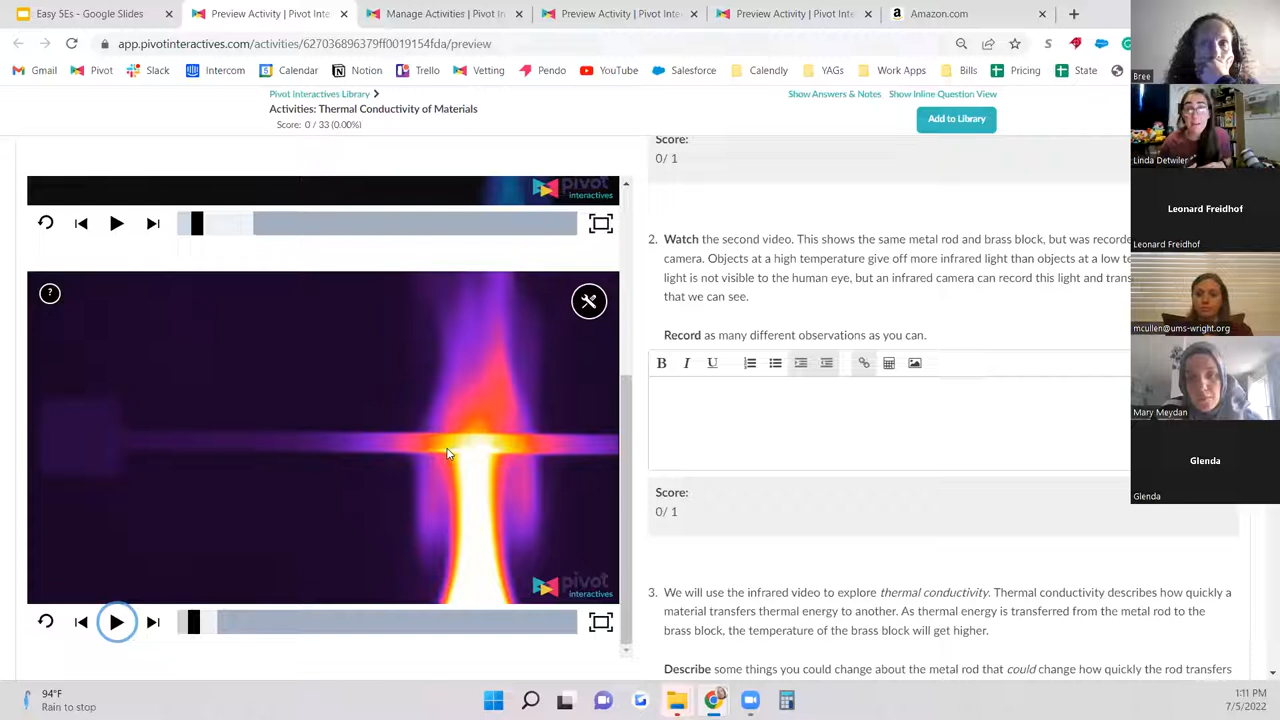 Easy SEs - Google Slides
Preview Activity | Pivot Inte
Manage Activities | Pivot Inter
Preview Activity | Pivot Interac
Preview Activity | Pivot Interac
Amazon.com
app.pivotinteractives.com/activities/627036896379ff0019154fda/preview
Gmail
Pivot
Slack
Intercom
Calendar
Notion
Trello
Vetting
Pendo
YouTube
Salesforce
Calendly
YAGs
Work Apps
Bills
Pricing
State
Pivot Interactives Library
Activities: Thermal Conductivity of Materials
Score: 0 / 33 (0.00%)
Show Answers & Notes
Show Inline Question View
Add to Library
Score:
0/ 1
pivot
interactives
2. Watch the second video. This shows the same metal rod and brass block, but was recorde
camera. Objects at a high temperature give off more infrared light than objects at a low te
light is not visible to the human eye, but an infrared camera can record this light and trans
that we can see.
Record as many different observations as you can.
B I U
?
Score:
0/ 1
pivot
interactives
3. We will use the infrared video to explore thermal conductivity. Thermal conductivity describes how quickly a
material transfers thermal energy to another. As thermal energy is transferred from the metal rod to the
brass block, the temperature of the brass block will get higher.
Describe some things you could change about the metal rod that could change how quickly the rod transfers
Bree
Linda Detwiler
Leonard Freidhof
Leonard Freidhof
mcullen@ums-wright.org
Mary Meydan
Glenda
Glenda
94°F
Rain to stop
1:11 PM
7/5/2022